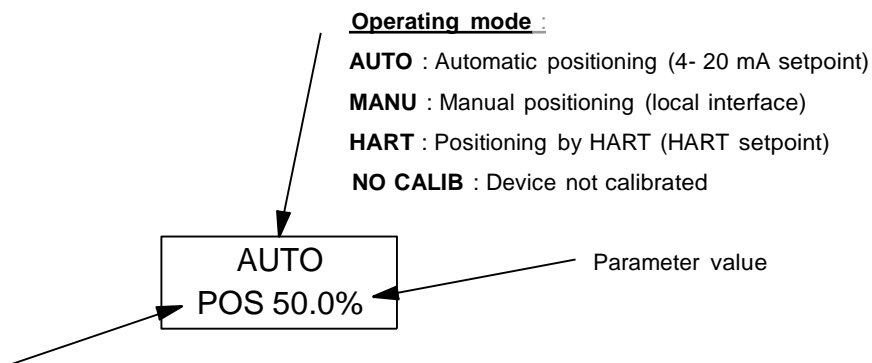 Operating mode :
AUTO : Automatic positioning (4- 20 mA setpoint)
MANU : Manual positioning (local interface)
HART : Positioning by HART (HART setpoint)
NO CALIB : Device not calibrated
AUTO
POS 50.0%
Parameter value